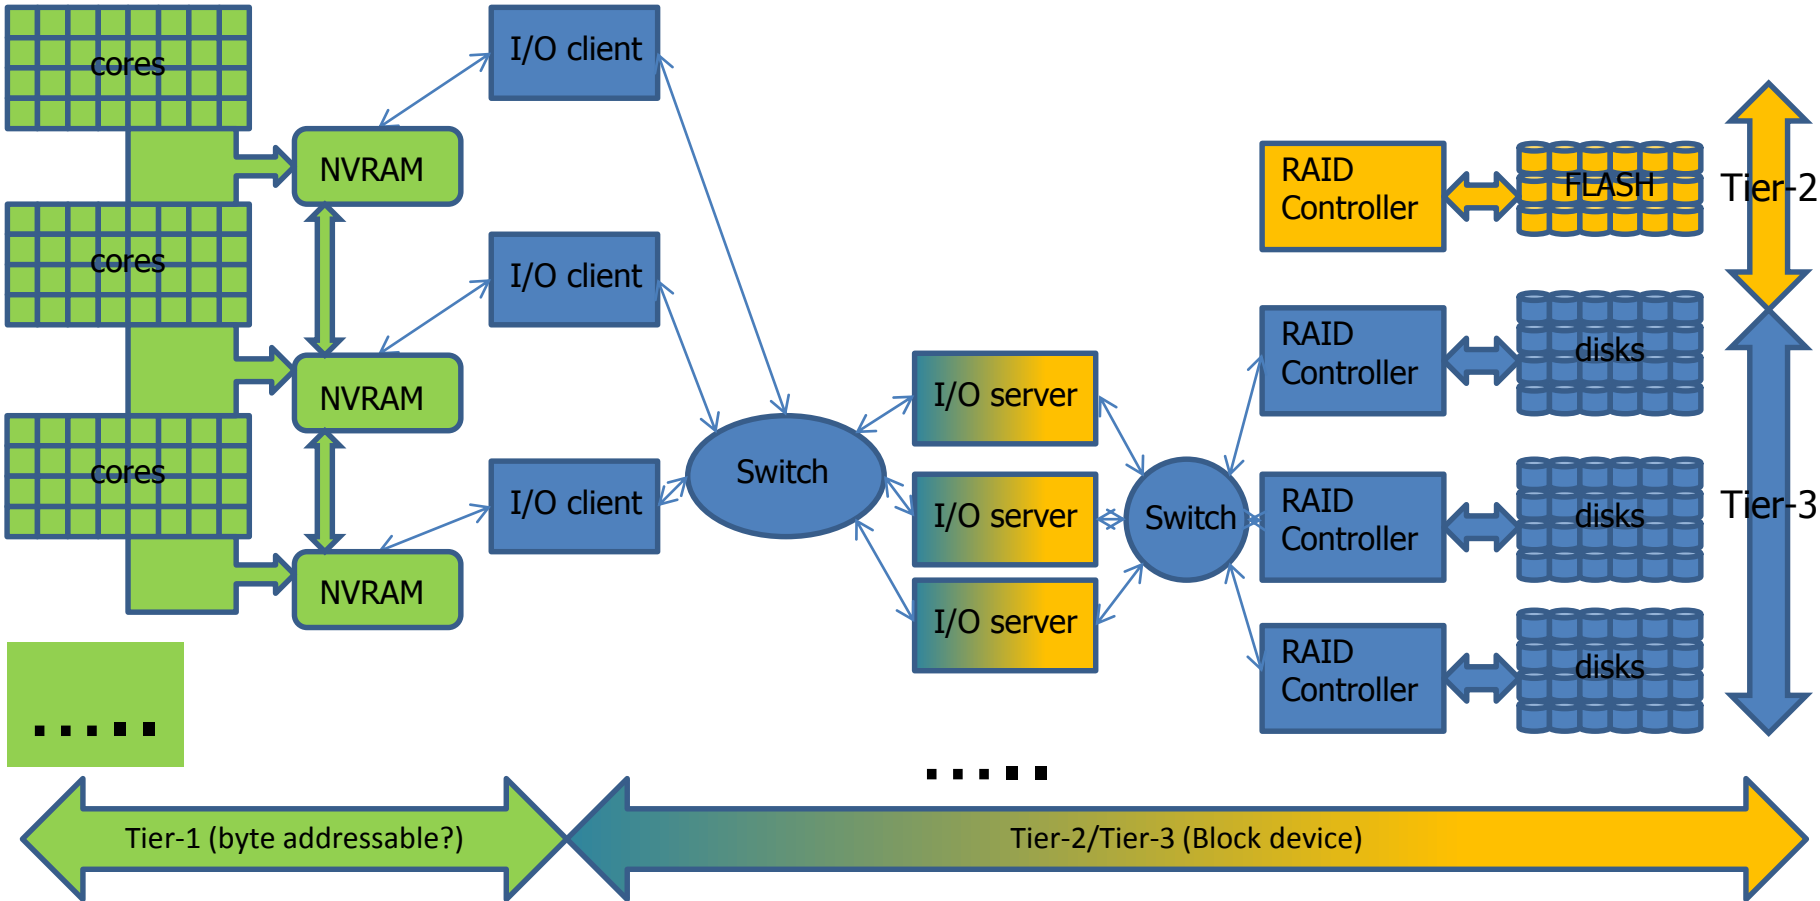 cores
I/O client
NVRAM
RAID
Controller
FLASH
Tier-2
cores
I/O client
NVRAM
RAID
Controller
disks
I/O server
cores
I/O client
Switch
I/O server
Switch
RAID
Controller
disks
Tier-3
NVRAM
I/O server
RAID
Controller
disks
.....
.....
Tier-1 (byte addressable?)
Tier-2/Tier-3 (Block device)